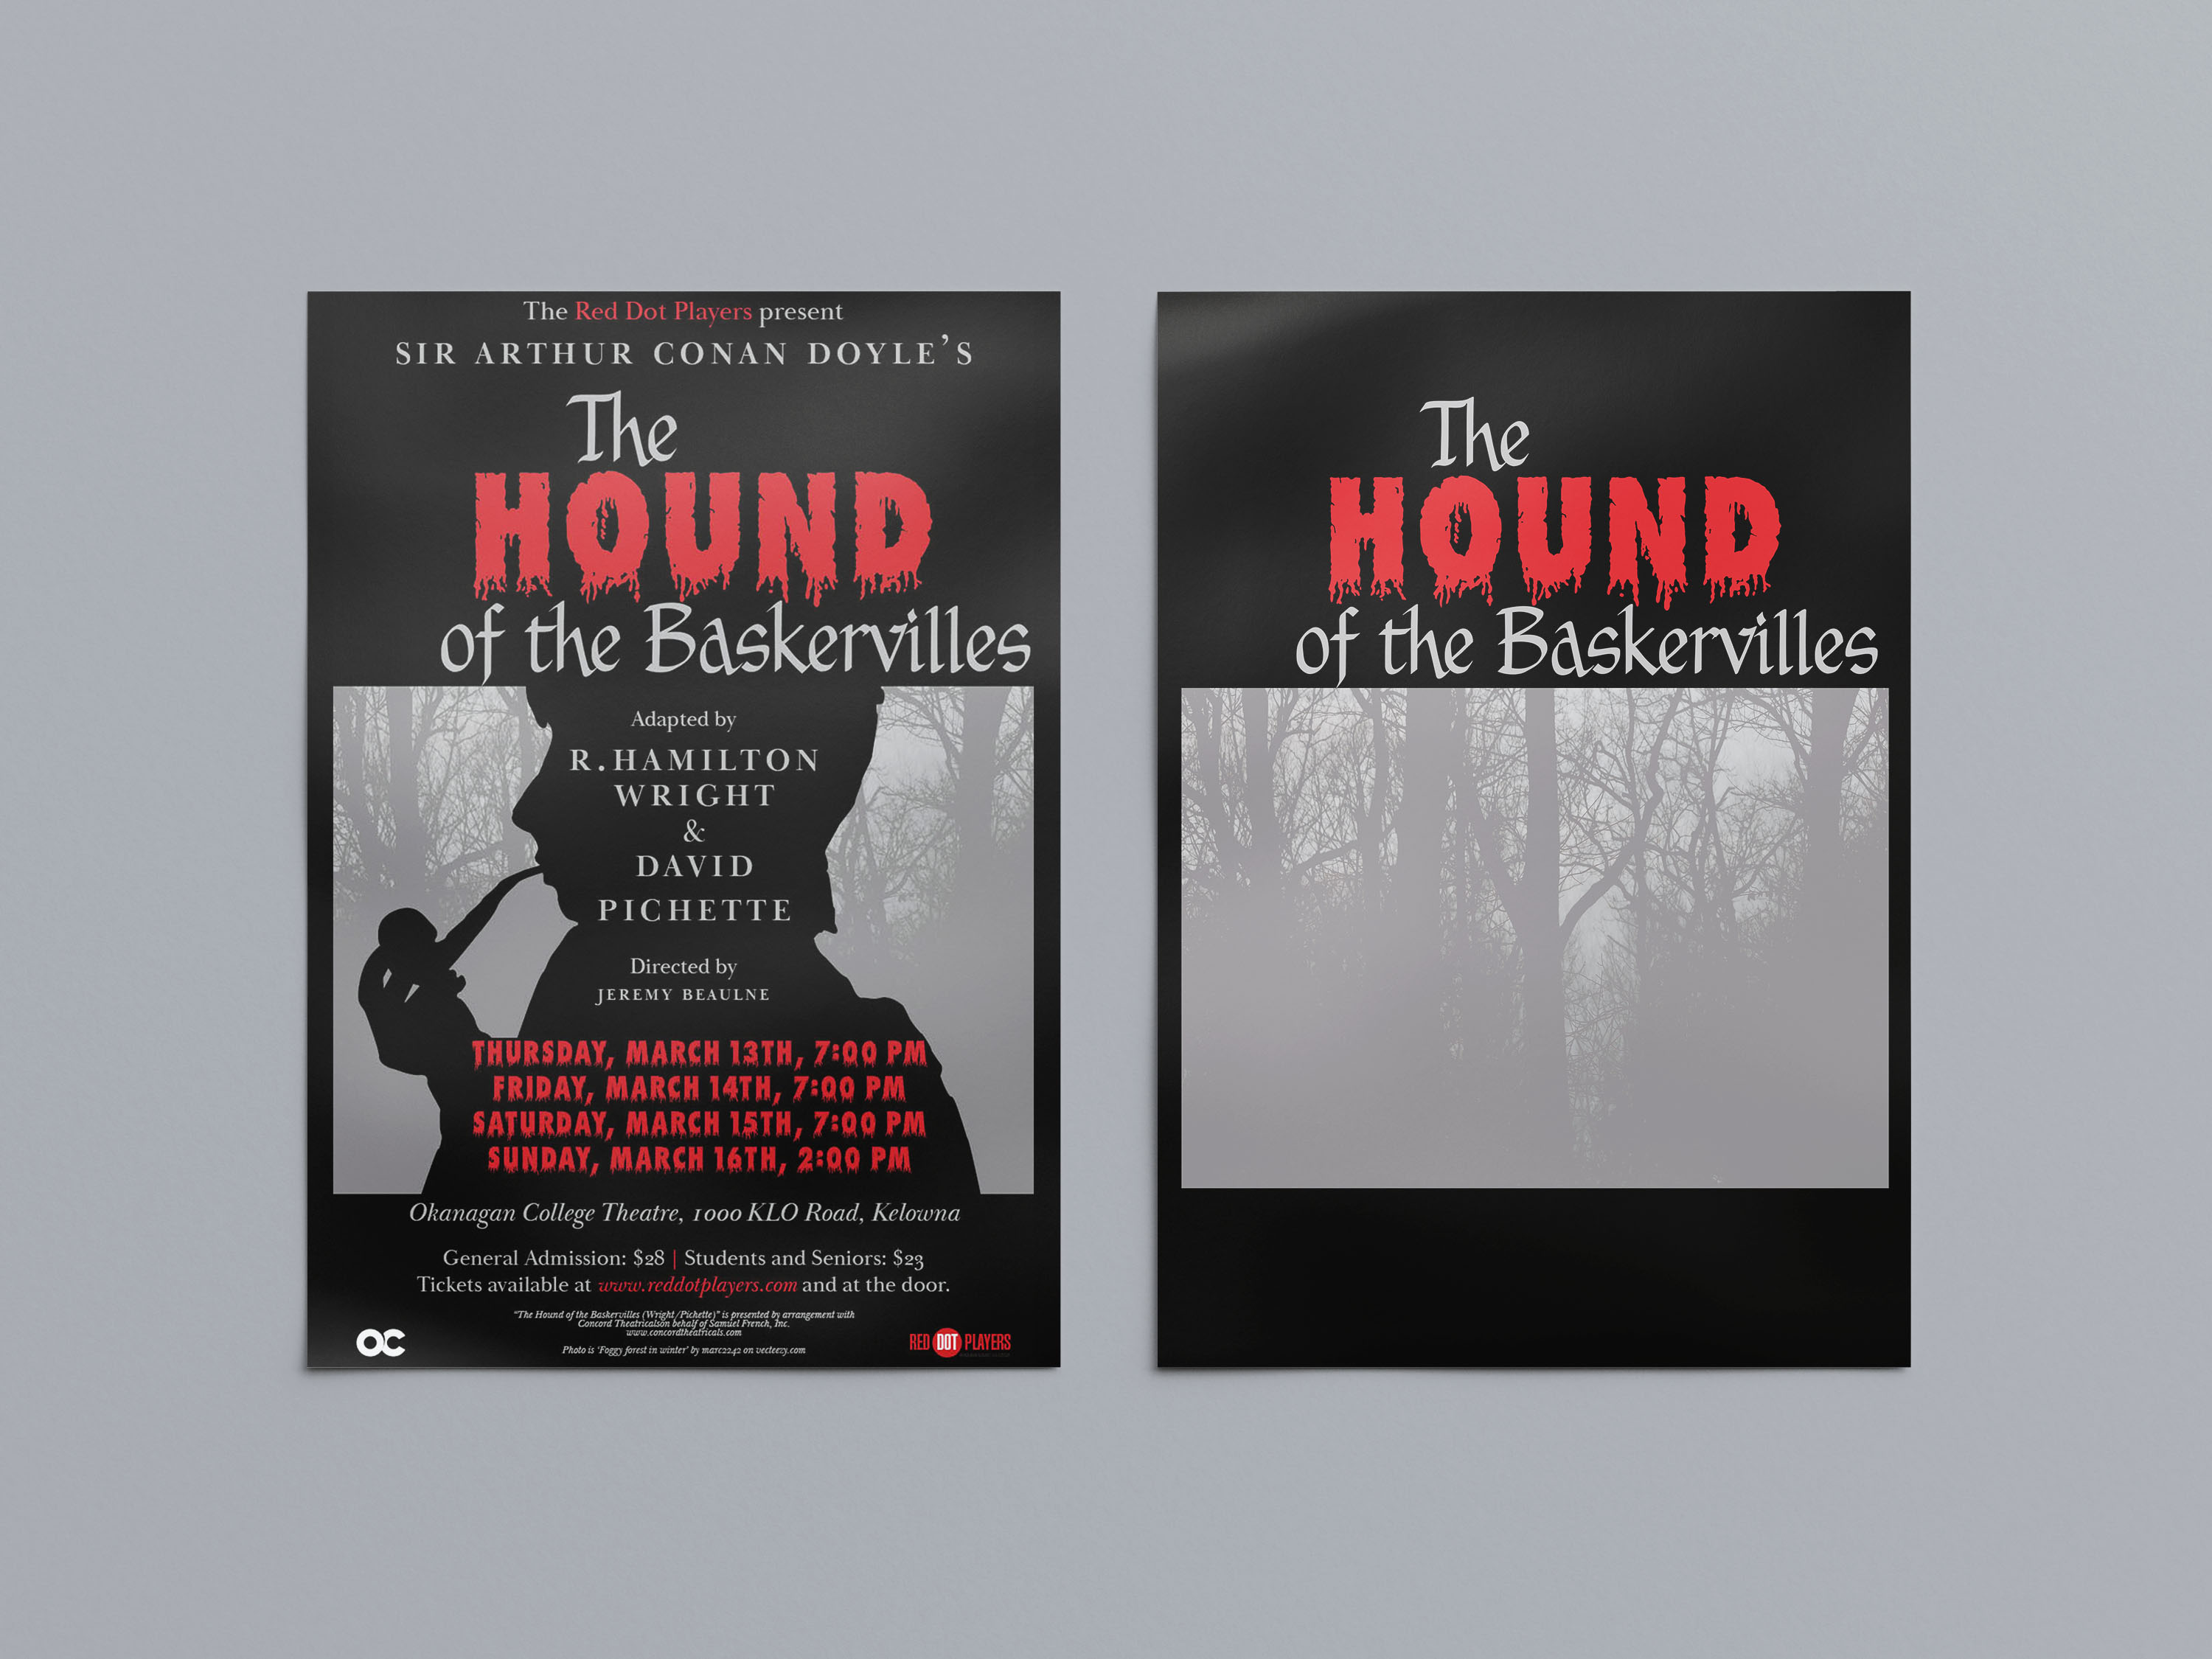 The Red Dot Players present
SIR ARTHUR CONAN DOYLE'S
The
HOUND
of the Baskervilles
Adapted by
R.HAMILTON
WRIGHT
&
DAVID
PICHETTE
Directed by
JEREMY BEAULNE
THURSDAY, MARCH 13TH, 7:00 PM
FRIDAY, MARCH 14TH, 7:00 PM
SATURDAY, MARCH 15TH, 7:00 PM
SUNDAY, MARCH 16TH, 2:00 PM
Okanagan College Theatre, 1000 KLO Road, Kelowna
General Admission: $28 | Students and Seniors: $23
Tickets available at www.reddotplayers.com and at the door.
"The Hound of the Baskervilles (Wright/Pichette)" is presented by arrangement with
Concord Theatricalson behalf of Samuel French, Inc.
www.concordtheatricals.com
Photo is 'Foggy forest in winter' by marc2242 on vecteezy.com
OC
RED DOT PLAYERS
The
HOUND
of the Baskervilles